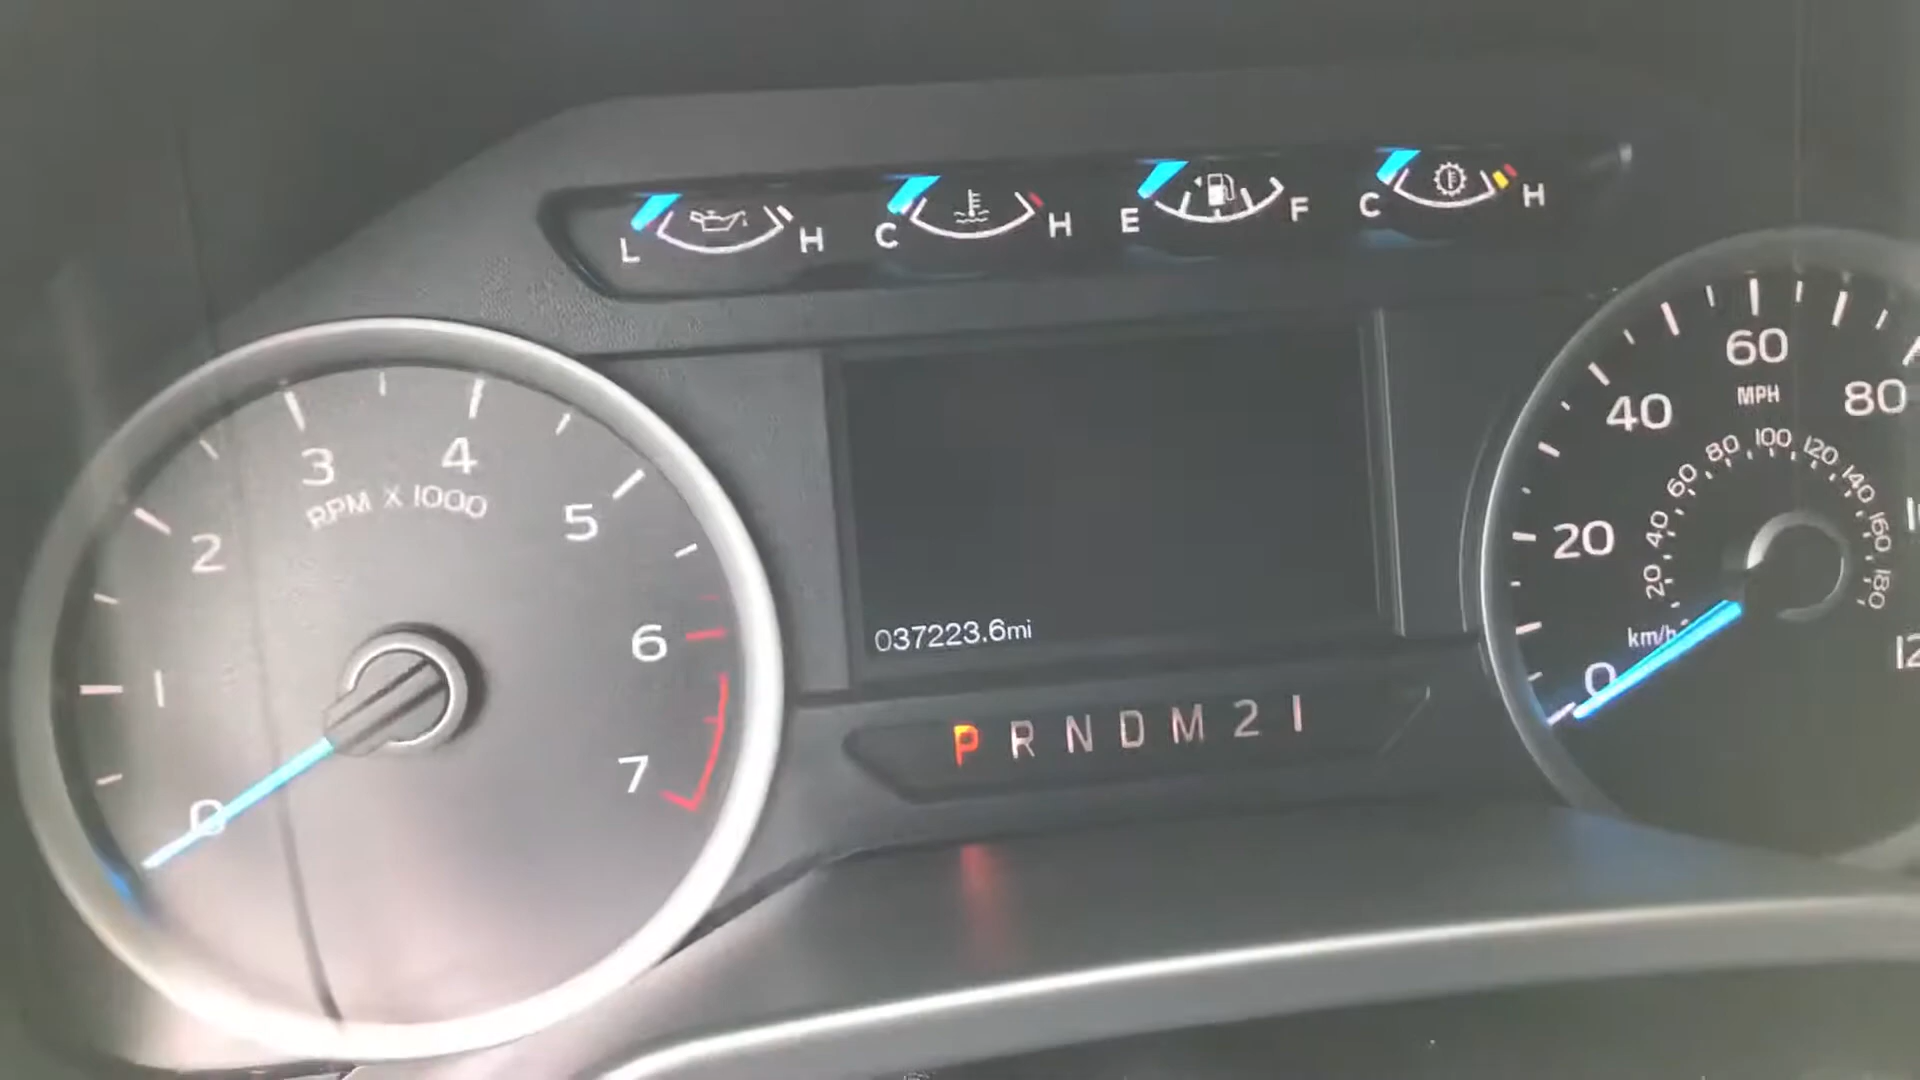 L H C H E F C H
3 4
RPM X 1000
2 5
1 6
0 7
037223.6mi
P R N D M 2 1
60
MPH
40 80
20
0
20 40 60 80 100 120 140 160 180
km/h